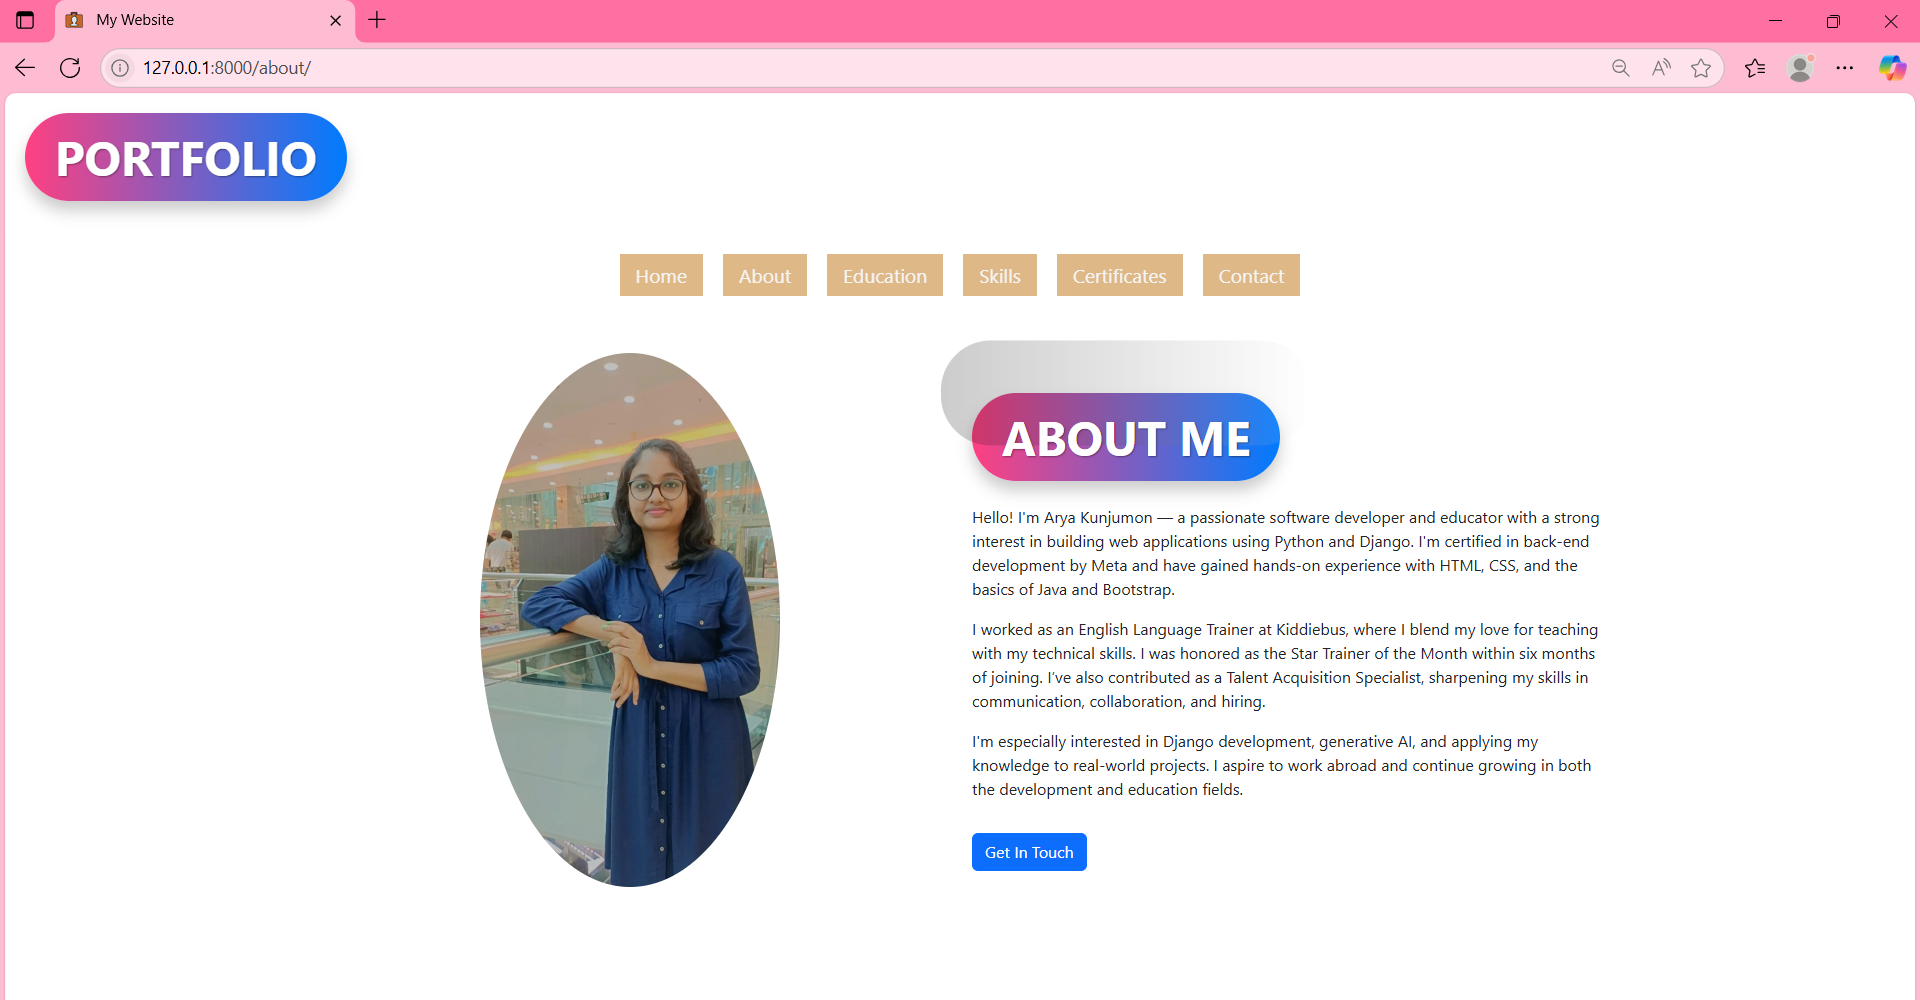 My Website
127.0.0.1:8000/about/
PORTFOLIO
Home About Education Skills Certificates Contact
ABOUT ME
Hello! I'm Arya Kunjumon — a passionate software developer and educator with a strong
interest in building web applications using Python and Django. I'm certified in back-end
development by Meta and have gained hands-on experience with HTML, CSS, and the
basics of Java and Bootstrap.
I worked as an English Language Trainer at Kiddiebus, where I blend my love for teaching
with my technical skills. I was honored as the Star Trainer of the Month within six months
of joining. I’ve also contributed as a Talent Acquisition Specialist, sharpening my skills in
communication, collaboration, and hiring.
I'm especially interested in Django development, generative AI, and applying my
knowledge to real-world projects. I aspire to work abroad and continue growing in both
the development and education fields.
Get In Touch